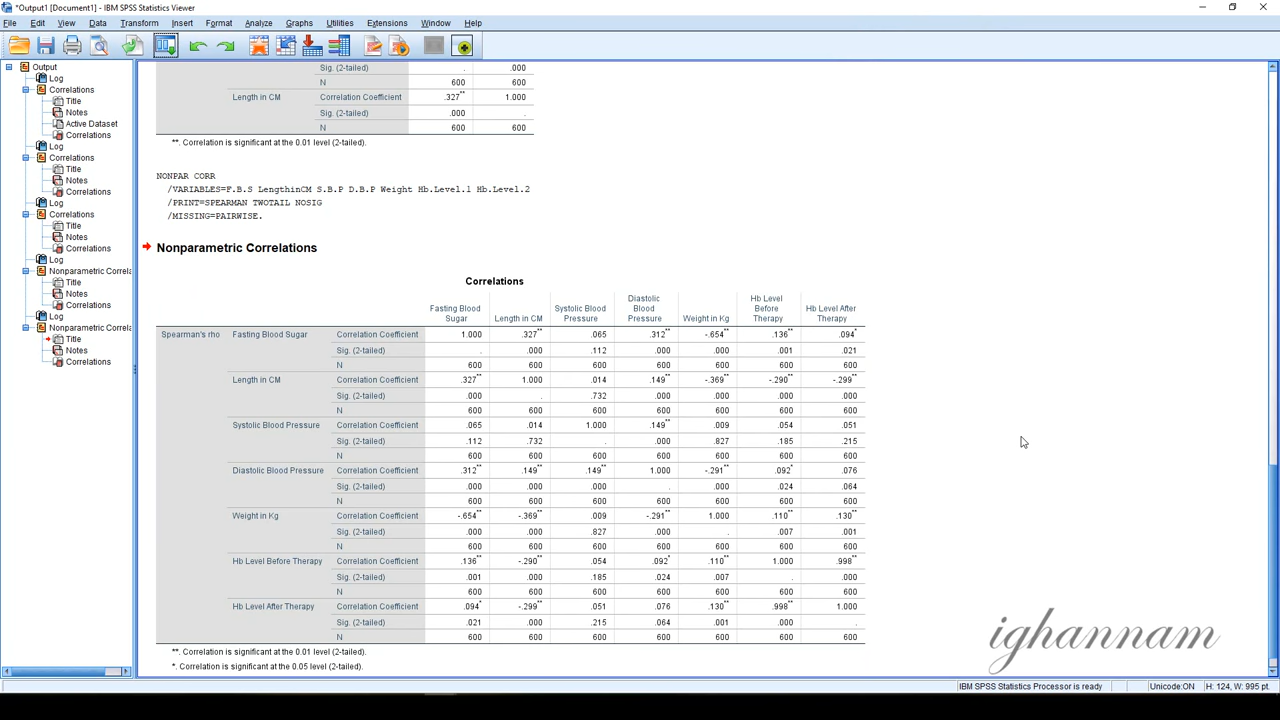 *Output1 [Document1] - IBM SPSS Statistics Viewer
File Edit View Data Transform Insert Format Analyze Graphs Utilities Extensions Window Help
Output
Log
Correlations
Title
Notes
Active Dataset
Correlations
Log
Correlations
Title
Notes
Correlations
Log
Correlations
Title
Notes
Correlations
Log
Nonparametric Correla
Title
Notes
Correlations
Log
Nonparametric Correla
Title
Notes
Correlations
Sig. (2-tailed) . .000
N 600 600
Length in CM Correlation Coefficient .327** 1.000
Sig. (2-tailed) .000 .
N 600 600
**. Correlation is significant at the 0.01 level (2-tailed).
NONPAR CORR
/VARIABLES=F.B.S LengthinCM S.B.P D.B.P Weight Hb.Level.1 Hb.Level.2
/PRINT=SPEARMAN TWOTAIL NOSIG
/MISSING=PAIRWISE.
Nonparametric Correlations
Correlations
Fasting Blood Sugar Length in CM Systolic Blood Pressure Diastolic Blood Pressure Weight in Kg Hb Level Before Therapy Hb Level After Therapy
Spearman's rho Fasting Blood Sugar Correlation Coefficient 1.000 .327** .065 .312** -.654** .136** .094*
Sig. (2-tailed) . .000 .112 .000 .000 .001 .021
N 600 600 600 600 600 600 600
Length in CM Correlation Coefficient .327** 1.000 .014 .149** -.369** -.290** -.299**
Sig. (2-tailed) .000 . .732 .000 .000 .000 .000
N 600 600 600 600 600 600 600
Systolic Blood Pressure Correlation Coefficient .065 .014 1.000 .149** .009 .054 .051
Sig. (2-tailed) .112 .732 . .000 .827 .185 .215
N 600 600 600 600 600 600 600
Diastolic Blood Pressure Correlation Coefficient .312** .149** .149** 1.000 -.291** .092* .076
Sig. (2-tailed) .000 .000 .000 . .000 .024 .064
N 600 600 600 600 600 600 600
Weight in Kg Correlation Coefficient -.654** -.369** .009 -.291** 1.000 .110** .130**
Sig. (2-tailed) .000 .000 .827 .000 . .007 .001
N 600 600 600 600 600 600 600
Hb Level Before Therapy Correlation Coefficient .136** -.290** .054 .092* .110** 1.000 .998**
Sig. (2-tailed) .001 .000 .185 .024 .007 . .000
N 600 600 600 600 600 600 600
Hb Level After Therapy Correlation Coefficient .094* -.299** .051 .076 .130** .998** 1.000
Sig. (2-tailed) .021 .000 .215 .064 .001 .000 .
N 600 600 600 600 600 600 600
**. Correlation is significant at the 0.01 level (2-tailed).
*. Correlation is significant at the 0.05 level (2-tailed).
ighannam
IBM SPSS Statistics Processor is ready Unicode:ON H: 124, W: 995 pt